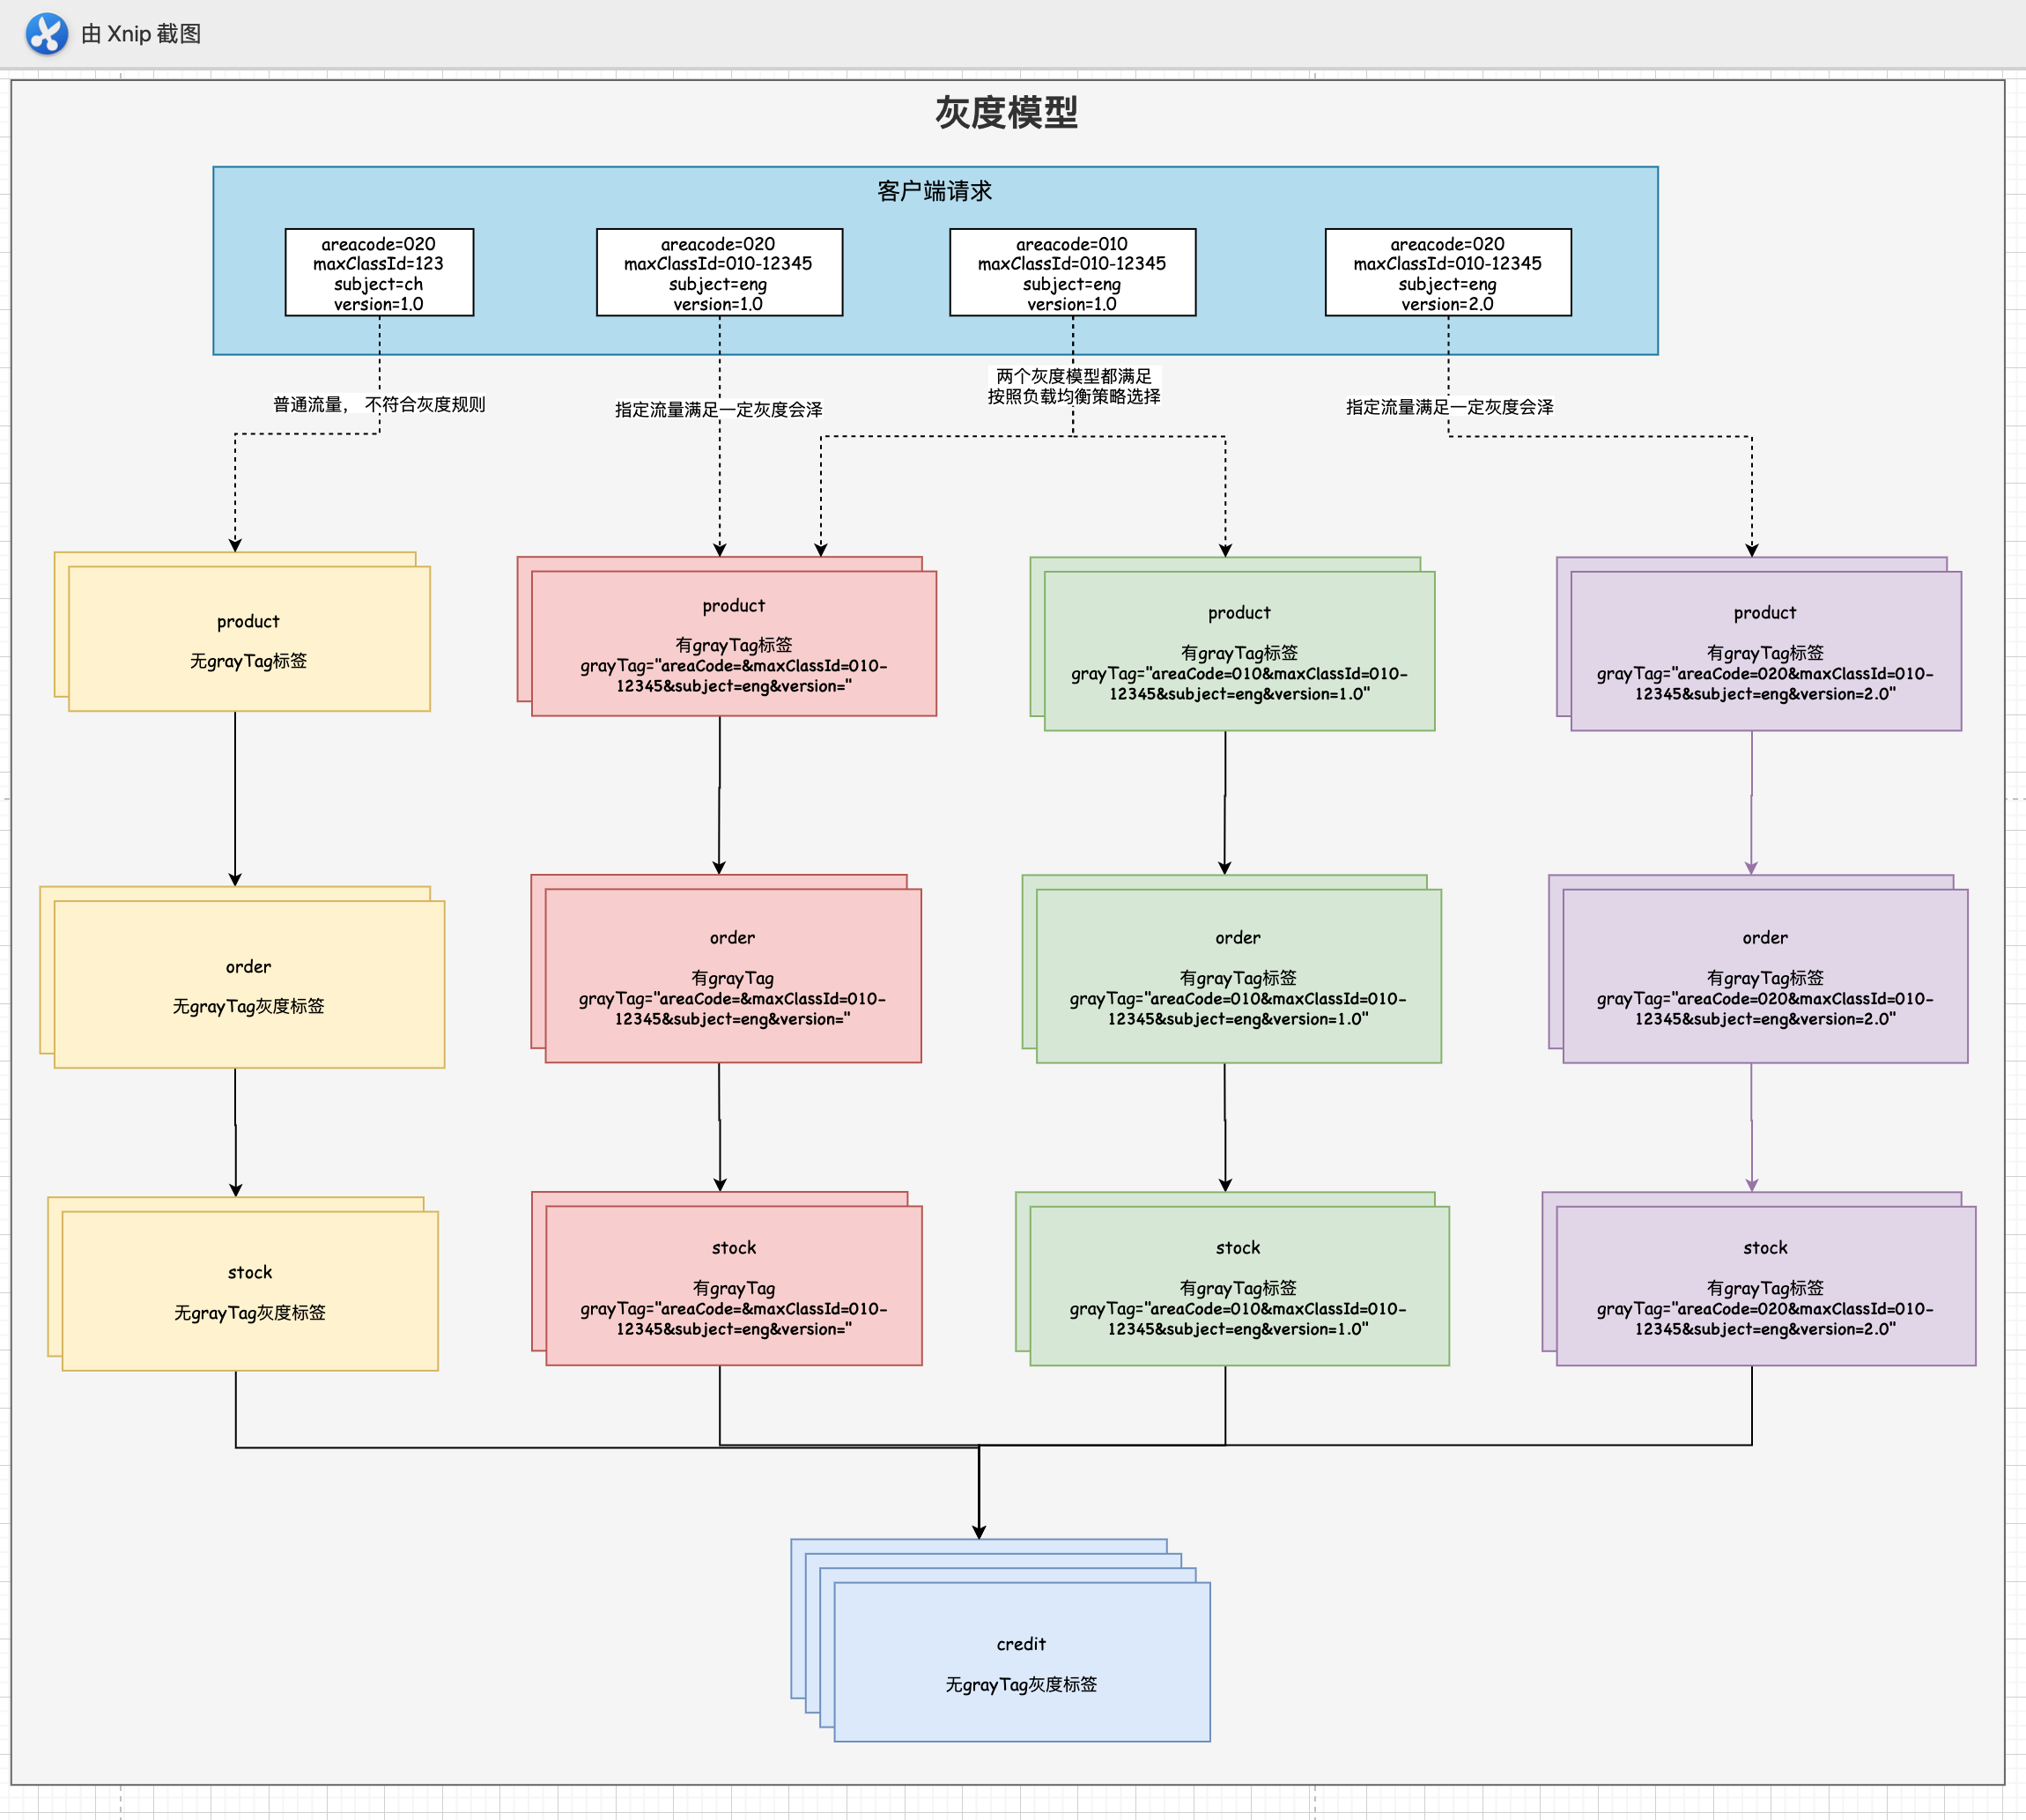 由 Xnip 截图
灰度模型
客户端请求
areacode=020
maxClassId=123
subject=ch
version=1.0
areacode=020
maxClassId=010-12345
subject=eng
version=1.0
areacode=010
maxClassId=010-12345
subject=eng
version=1.0
areacode=020
maxClassId=010-12345
subject=eng
version=2.0
普通流量， 不符合灰度规则
指定流量满足一定灰度会泽
两个灰度模型都满足
按照负载均衡策略选择
指定流量满足一定灰度会泽
product
无grayTag标签
product
有grayTag标签
grayTag="areaCode=&maxClassId=010-
12345&subject=eng&version="
product
有grayTag标签
grayTag="areaCode=010&maxClassId=010-
12345&subject=eng&version=1.0"
product
有grayTag标签
grayTag="areaCode=020&maxClassId=010-
12345&subject=eng&version=2.0"
order
无grayTag灰度标签
order
有grayTag
grayTag="areaCode=&maxClassId=010-
12345&subject=eng&version="
order
有grayTag标签
grayTag="areaCode=010&maxClassId=010-
12345&subject=eng&version=1.0"
order
有grayTag标签
grayTag="areaCode=020&maxClassId=010-
12345&subject=eng&version=2.0"
stock
无grayTag灰度标签
stock
有grayTag
grayTag="areaCode=&maxClassId=010-
12345&subject=eng&version="
stock
有grayTag标签
grayTag="areaCode=010&maxClassId=010-
12345&subject=eng&version=1.0"
stock
有grayTag标签
grayTag="areaCode=020&maxClassId=010-
12345&subject=eng&version=2.0"
credit
无grayTag灰度标签